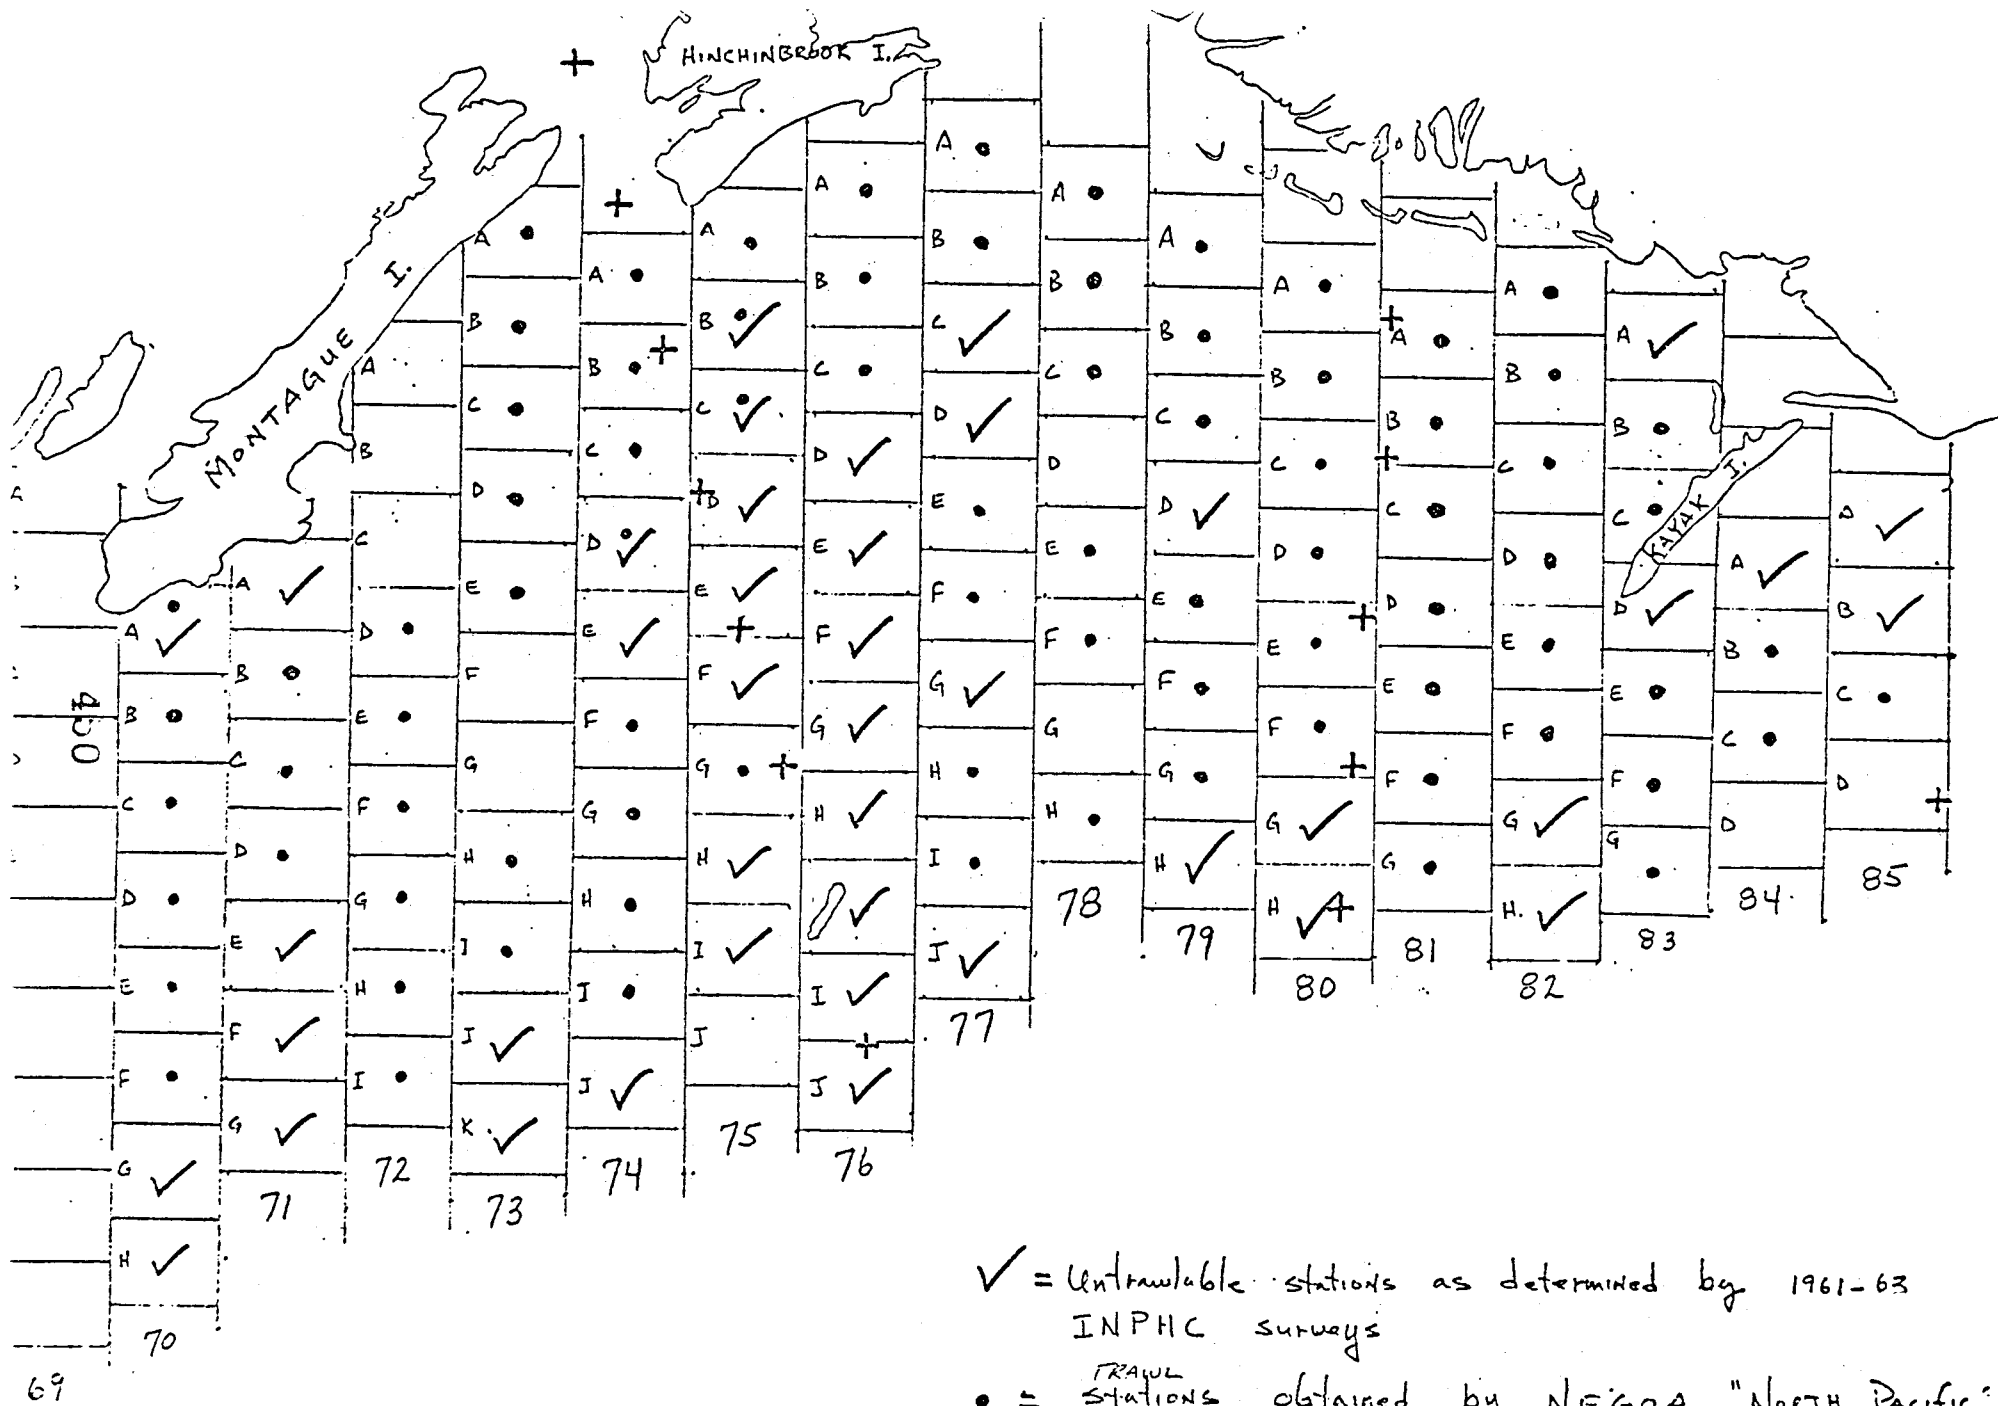 HINCHINBROOK I.
MONTAGUE I.
KAYAK I.
450
A
A B C D E F G H
70
A B C D E F G
71
A B C D E F G H I
72
A B C D E F G H I J K
73
A B C D E F G H I J
74
A B C D E F G H I J
75
A B C D E F G H I J
76
A B C D E F G H I J
77
A B C D E F G H
78
A B C D E F G H
79
A B C D E F G H
80
A B C D E F G
81
A B C D E F G H.
82
A B C D E F G
83
A B C D
84.
A B C D
85
69
✓ = Untrawlable stations as determined by 1961-63
INPHC surveys
TRAWL
• = stations obtained by NEGOA "North Pacific"